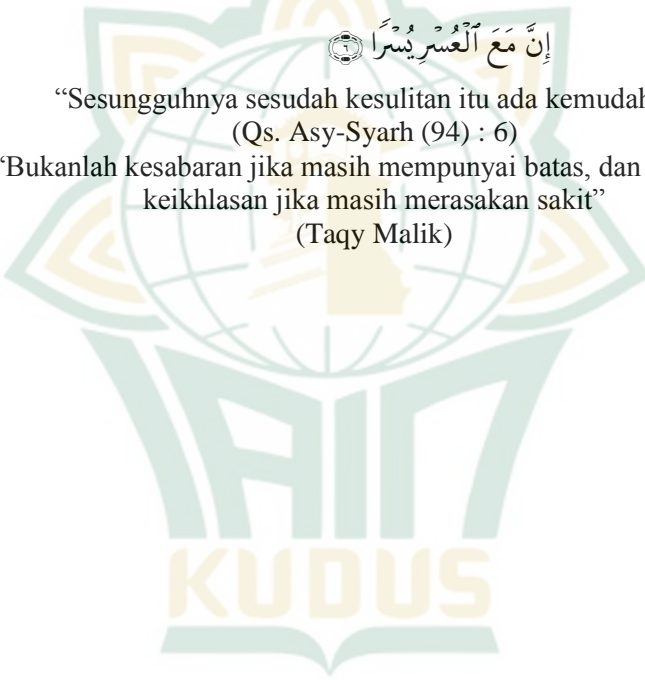 إِنَّ مَعَ ٱلْعُسْرِ يُسْرًا ۝٦
“Sesungguhnya sesudah kesulitan itu ada
(Qs. Asy-Syarh (94) : 6)
“Bukanlah kesabaran jika masih mempunyai batas, dan
keikhlasan jika masih merasakan sakit”
(Taqy Malik)
IAIN
KUDUS